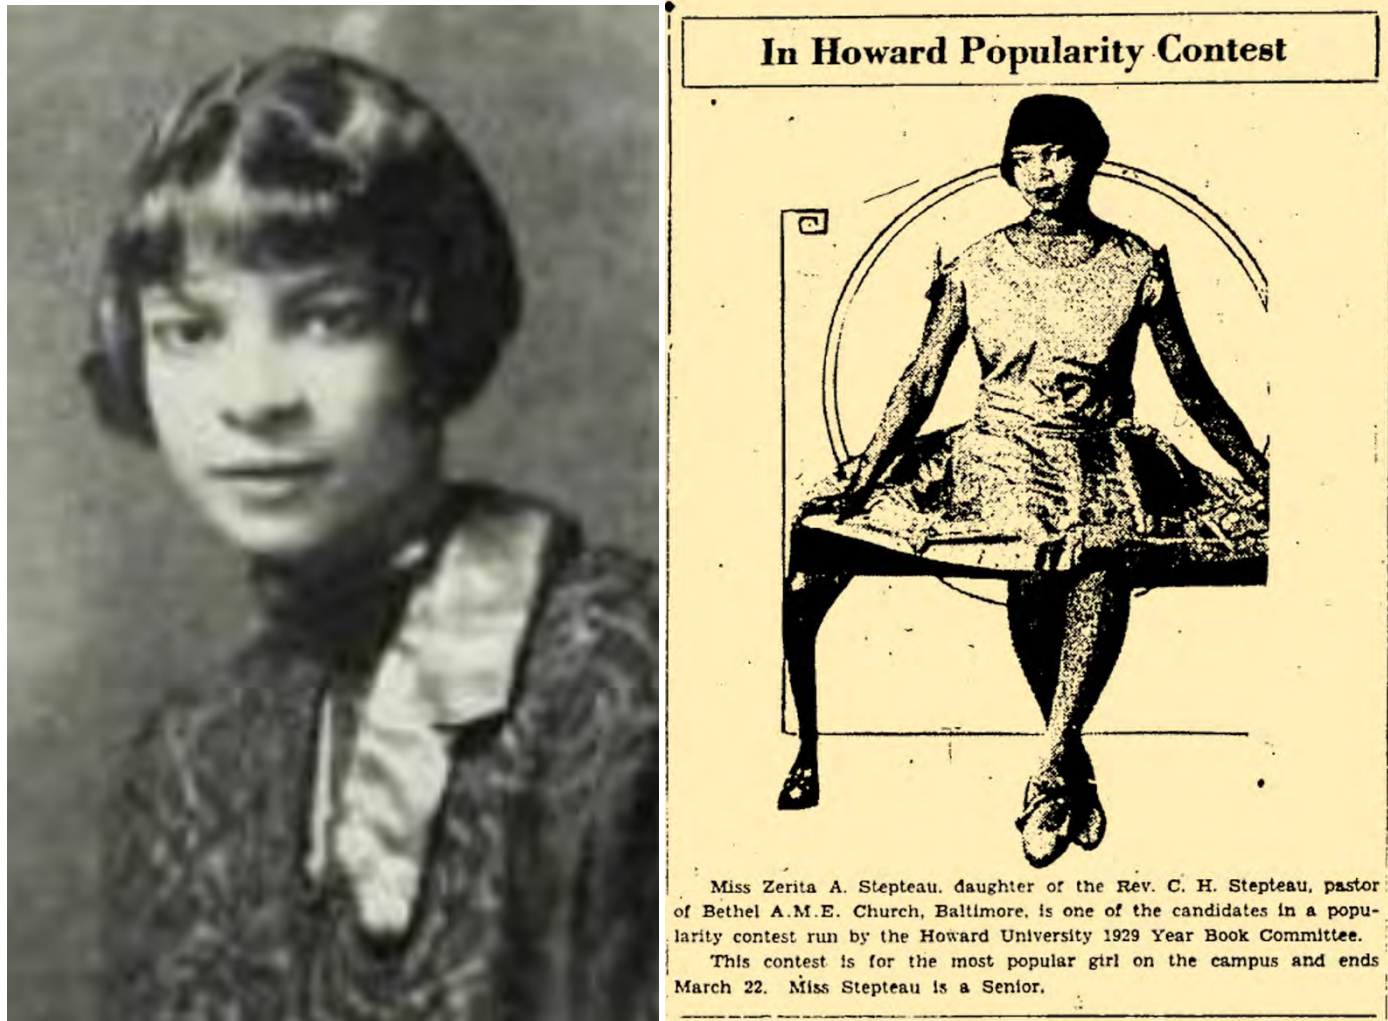 In Howard Popularity Contest
Miss Zerita A. Stepteau, daughter of the Rev. C. H. Stepteau, pastor
of Bethel A.M.E. Church, Baltimore, is one of the candidates in a popu-
larity contest run by the Howard University 1929 Year Book Committee.
This contest is for the most popular girl on the campus and ends
March 22. Miss Stepteau is a Senior.